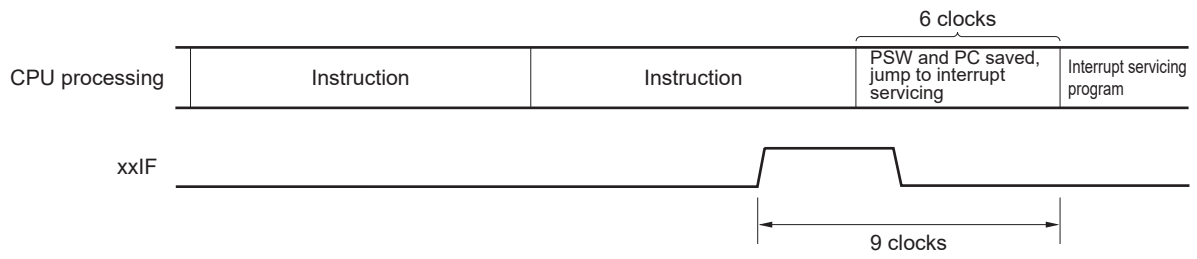 6 clocks
CPU processing
Instruction
Instruction
PSW and PC saved,
jump to interrupt
servicing
Interrupt servicing
program
xxIF
9 clocks